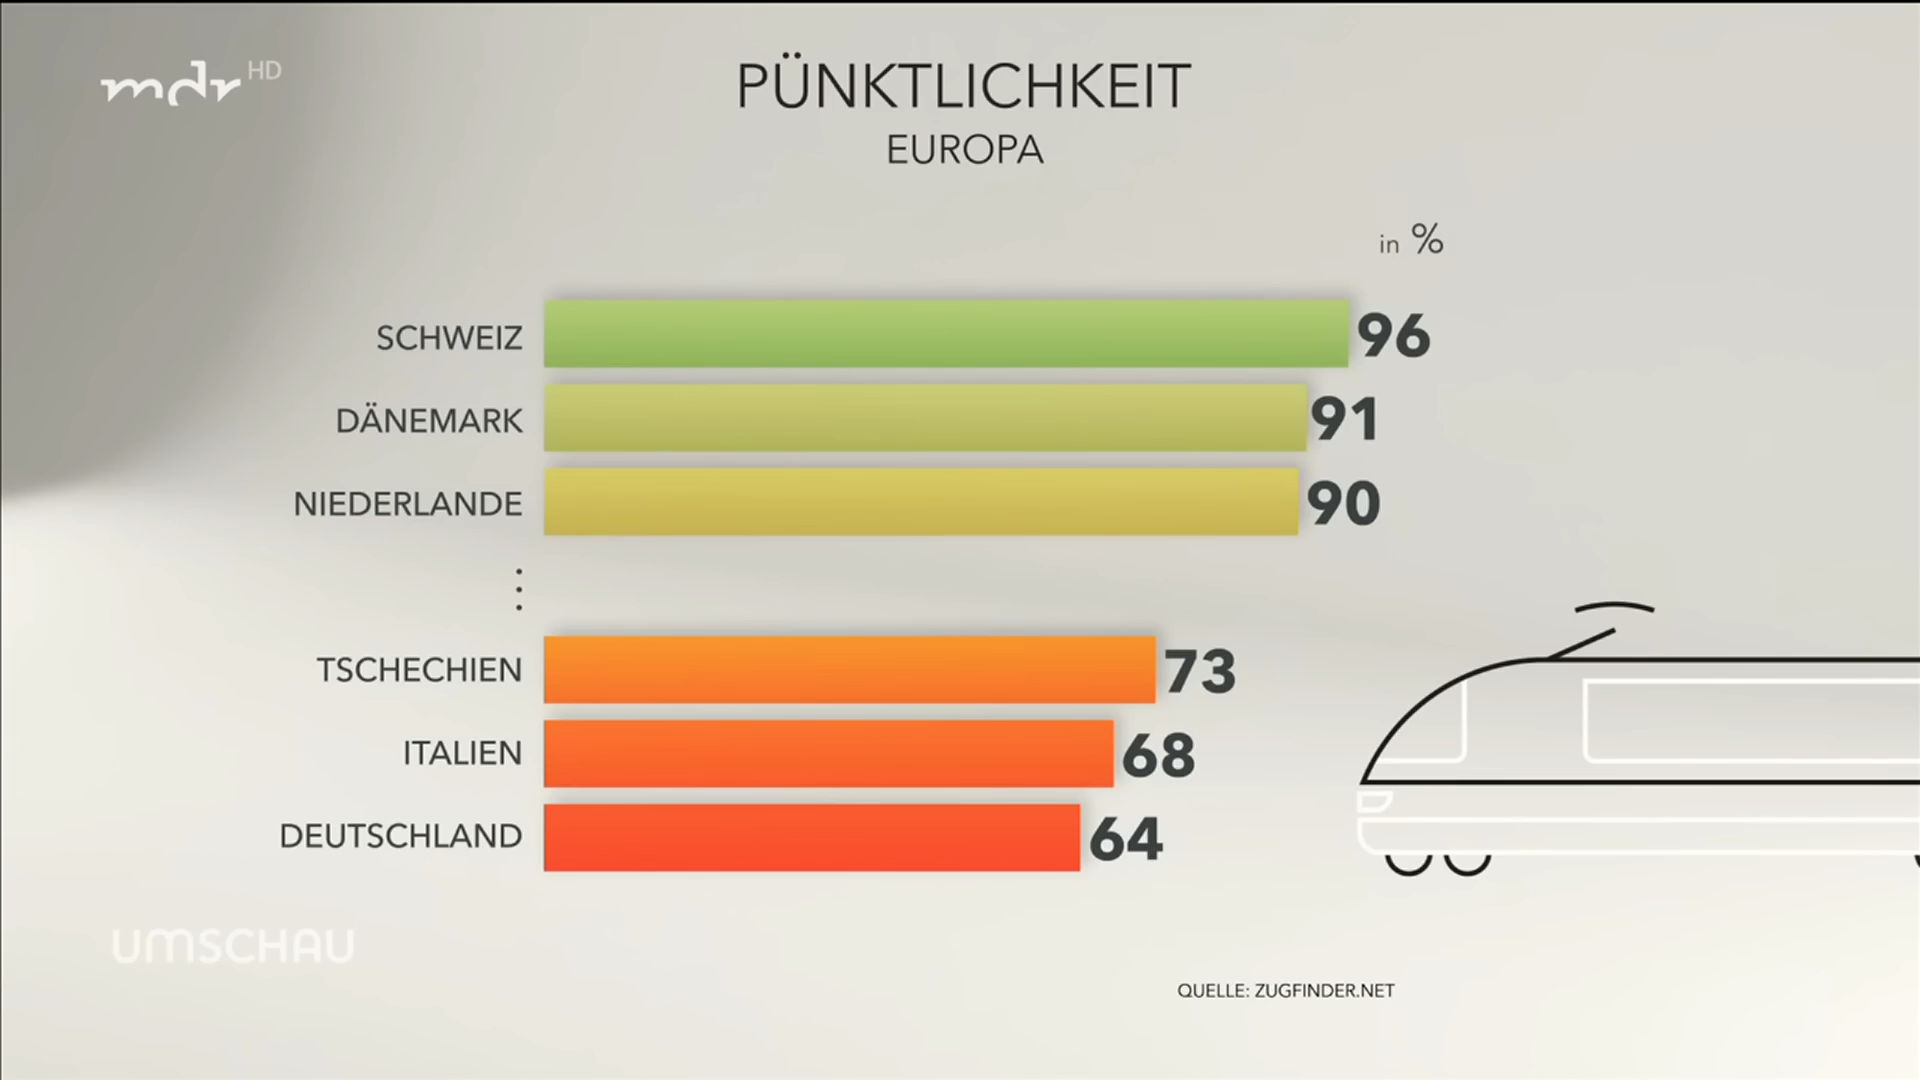 mdr HD
PÜNKTLICHKEIT
EUROPA
in %
SCHWEIZ 96
DÄNEMARK 91
NIEDERLANDE 90
⋮
TSCHECHIEN 73
ITALIEN 68
DEUTSCHLAND 64
UMSCHAU
QUELLE: ZUGFINDER.NET